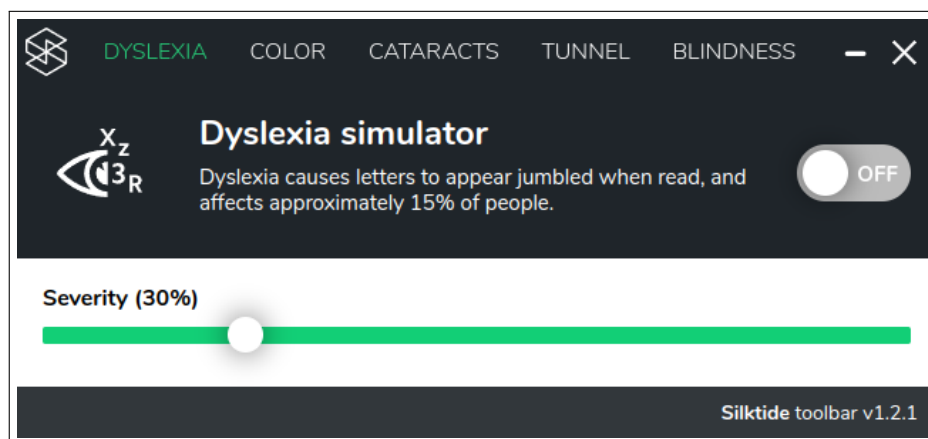 DYSLEXIA COLOR CATARACTS TUNNEL BLINDNESS
X
Z
3
R
Dyslexia simulator
Dyslexia causes letters to appear jumbled when read, and
affects approximately 15% of people.
OFF
Severity (30%)
Silktide toolbar v1.2.1